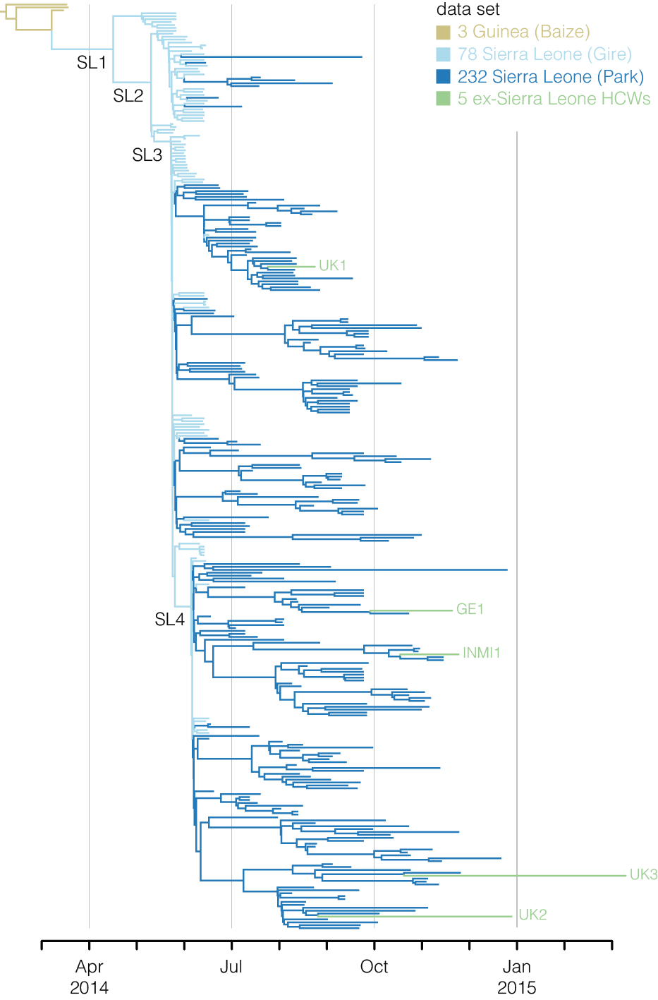 data set
3 Guinea (Baize)
78 Sierra Leone (Gire)
232 Sierra Leone (Park)
5 ex-Sierra Leone HCWs
SL1
SL2
SL3
UK1
SL4
GE1
INMI1
UK3
UK2
Apr Jul Oct Jan
2014 2015